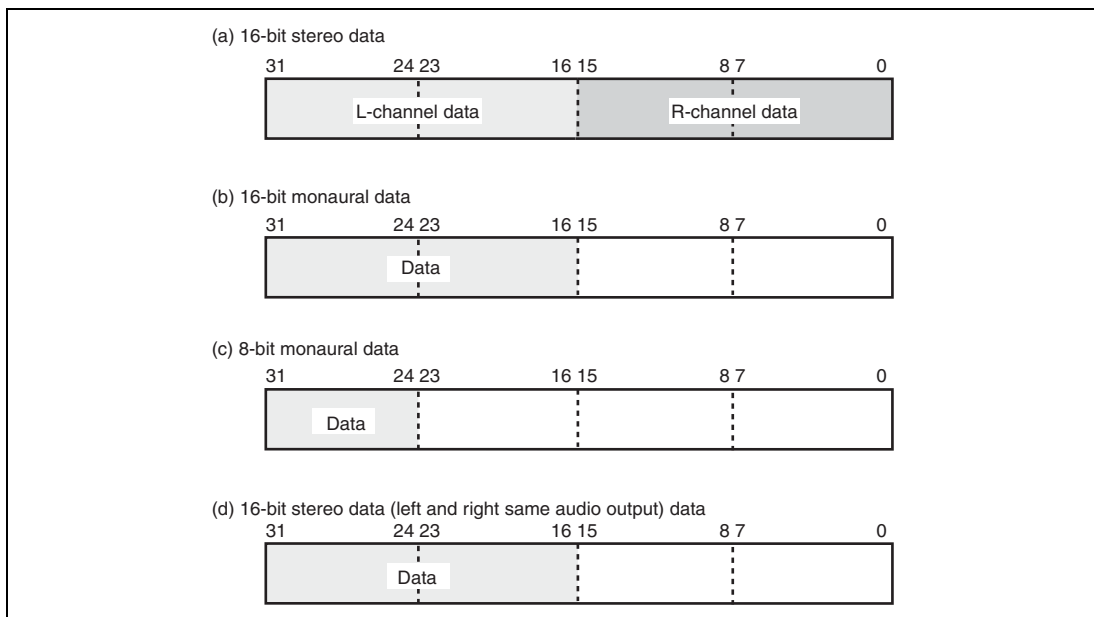 (a) 16-bit stereo data
31 24 23 16 15 8 7 0
L-channel data R-channel data
(b) 16-bit monaural data
31 24 23 16 15 8 7 0
Data
(c) 8-bit monaural data
31 24 23 16 15 8 7 0
Data
(d) 16-bit stereo data (left and right same audio output) data
31 24 23 16 15 8 7 0
Data